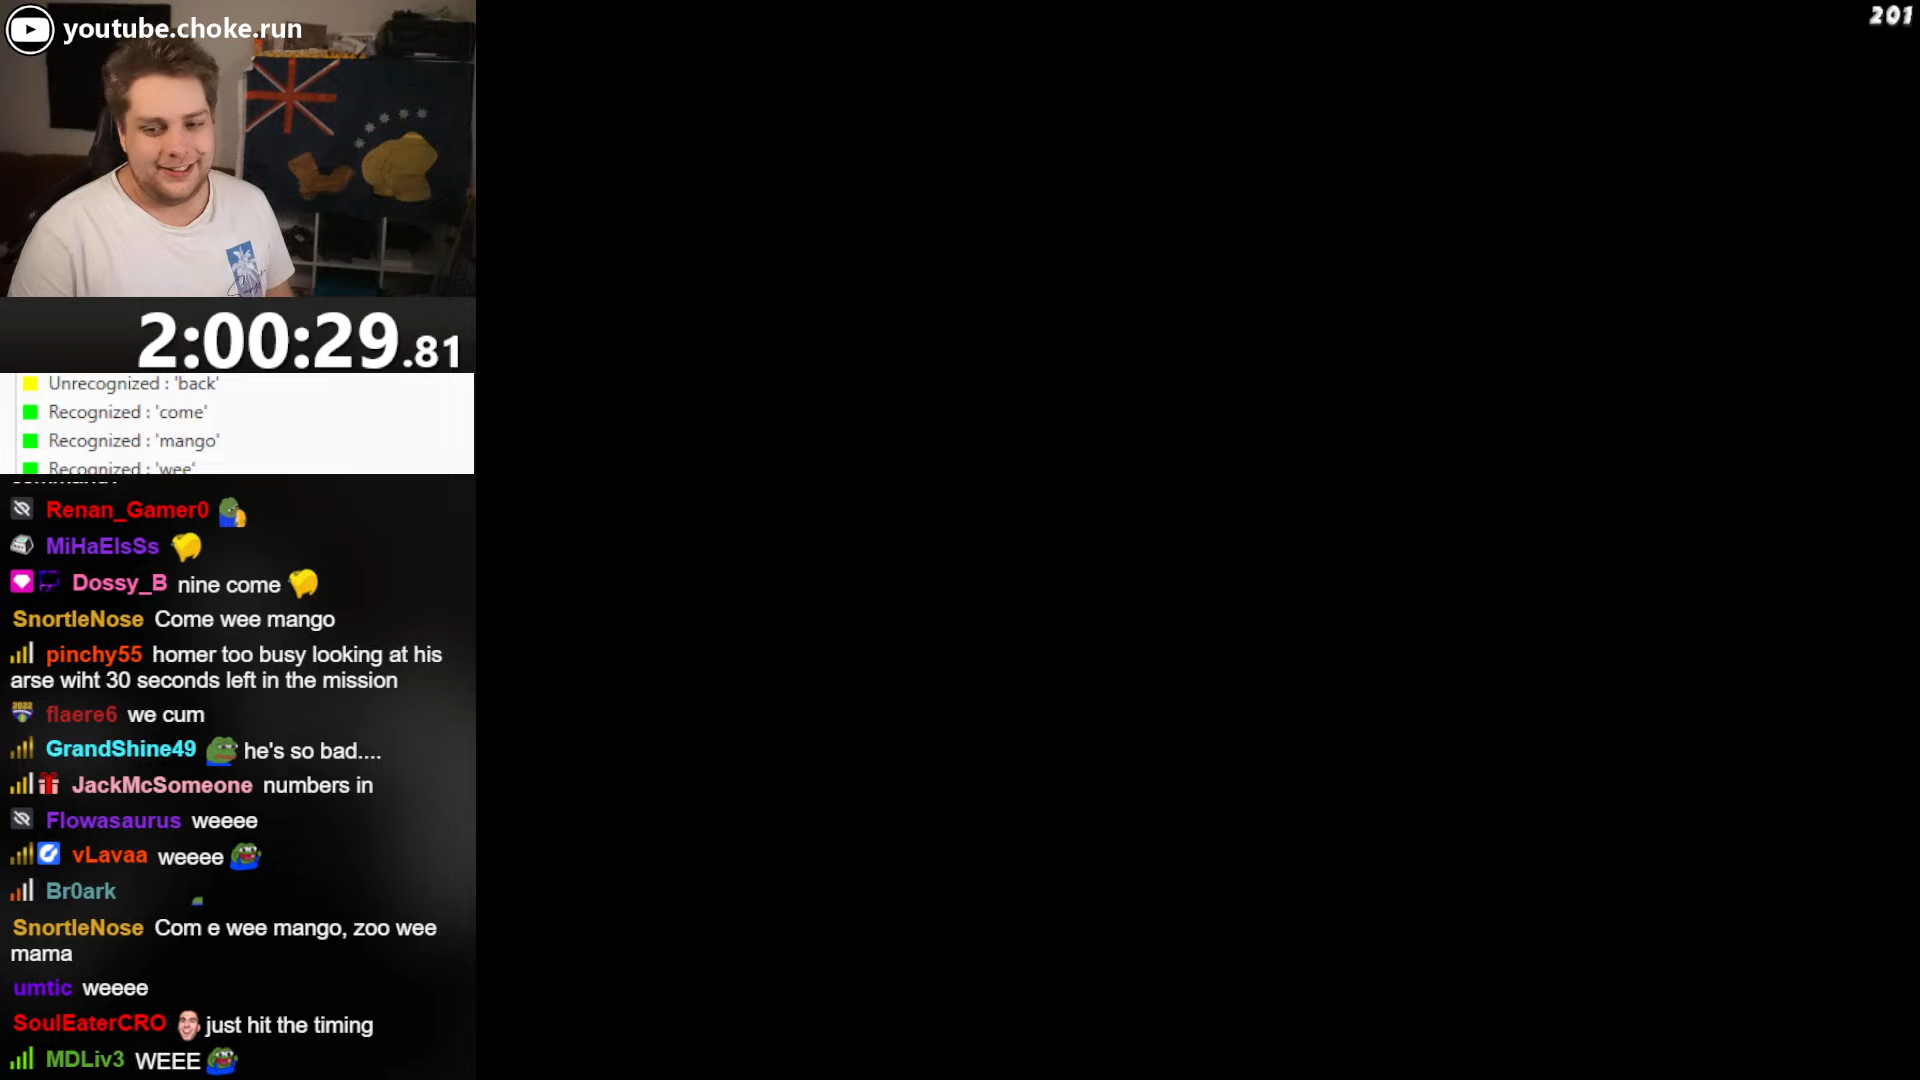 youtube.choke.run
201
2:00:29.81
Unrecognized : 'back'
Recognized : 'come'
Recognized : 'mango'
Recognized : 'wee'
Renan_Gamer0
MiHaElsSs
Dossy_B nine come
SnortleNose Come wee mango
pinchy55 homer too busy looking at his
arse wiht 30 seconds left in the mission
2022
flaere6 we cum
GrandShine49 he's so bad....
JackMcSomeone numbers in
Flowasaurus weeee
vLavaa weeee
Br0ark
SnortleNose Com e wee mango, zoo wee
mama
umtic weeee
SoulEaterCRO just hit the timing
MDLiv3 WEEE